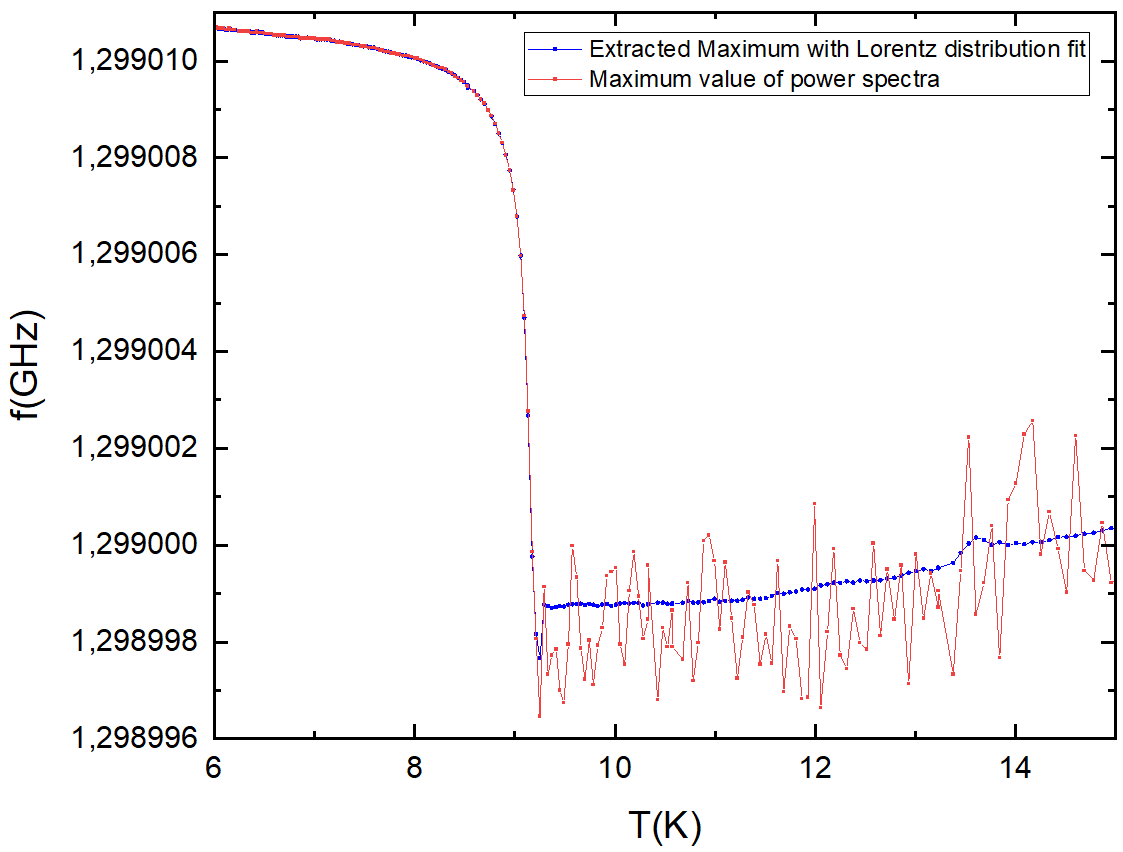 Extracted Maximum with Lorentz distribution fit
Maximum value of power spectra
1,299010
1,299008
1,299006
1,299004
1,299002
1,299000
1,298998
1,298996
f(GHz)
6 8 10 12 14
T(K)